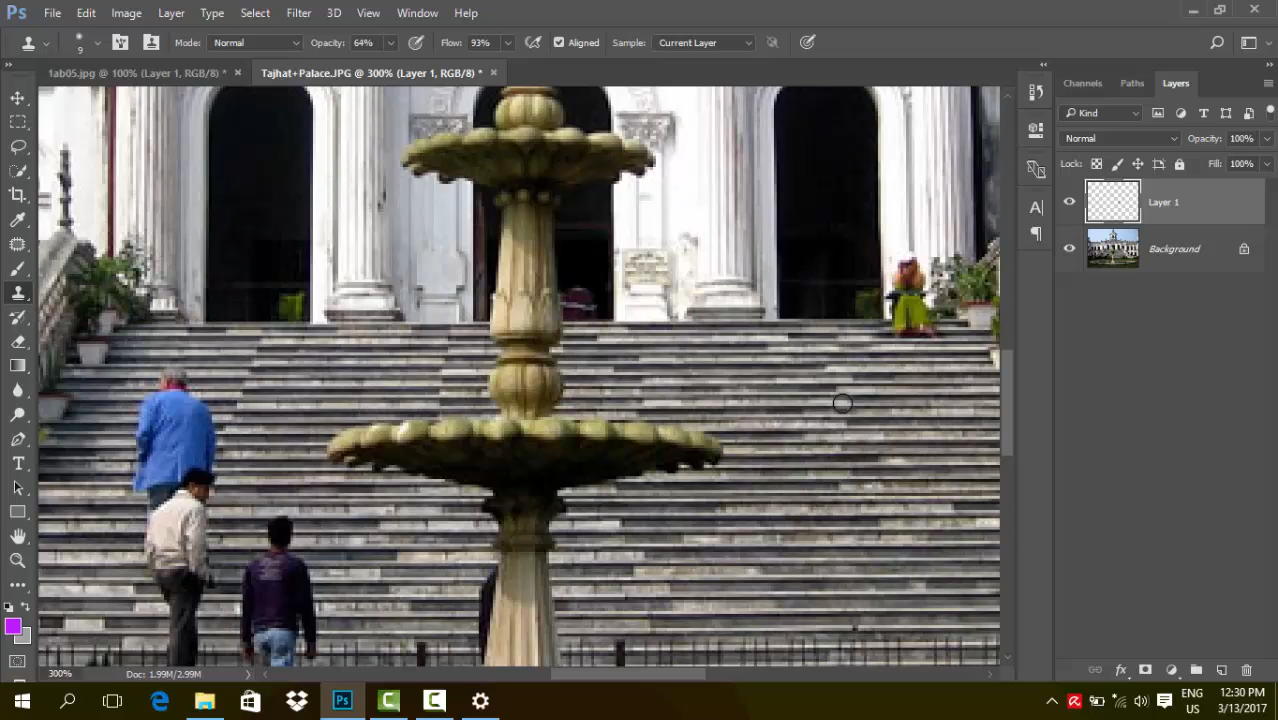 Ps File Edit Image Layer Type Select Filter 3D View Window Help
9 Mode: Normal Opacity: 64% Flow: 93% Aligned Sample: Current Layer
1ab05.jpg @ 100% (Layer 1, RGB/8) * × Tajhat+Palace.JPG @ 300% (Layer 1, RGB/8) * ×
Channels Paths Layers
Kind
Normal Opacity: 100%
Lock: Fill: 100%
Layer 1
Background
300% Doc: 1.99M/2.99M
ENG 12:30 PM
US 3/13/2017